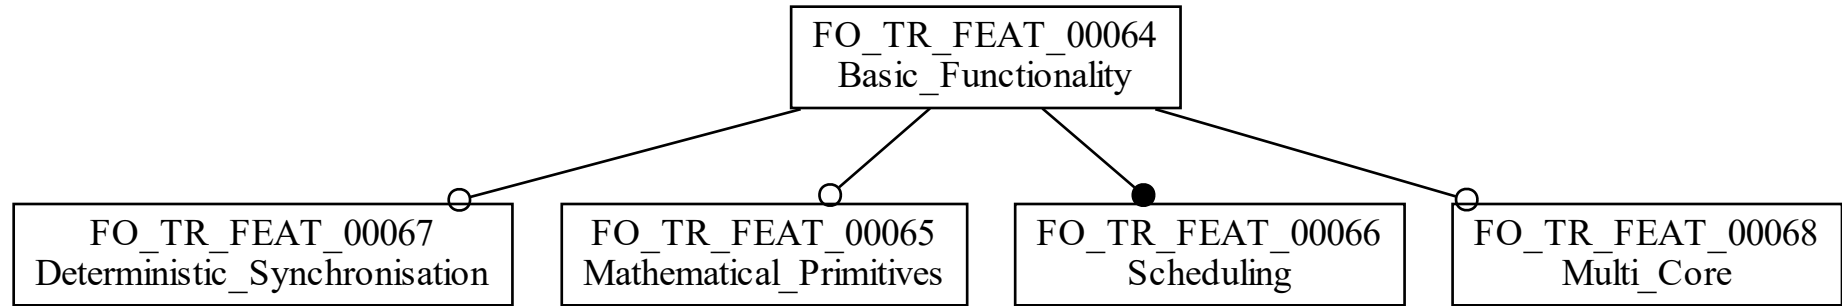 FO_TR_FEAT_00064
Basic_Functionality
FO_TR_FEAT_00067
Deterministic_Synchronisation
FO_TR_FEAT_00065
Mathematical_Primitives
FO_TR_FEAT_00066
Scheduling
FO_TR_FEAT_00068
Multi_Core